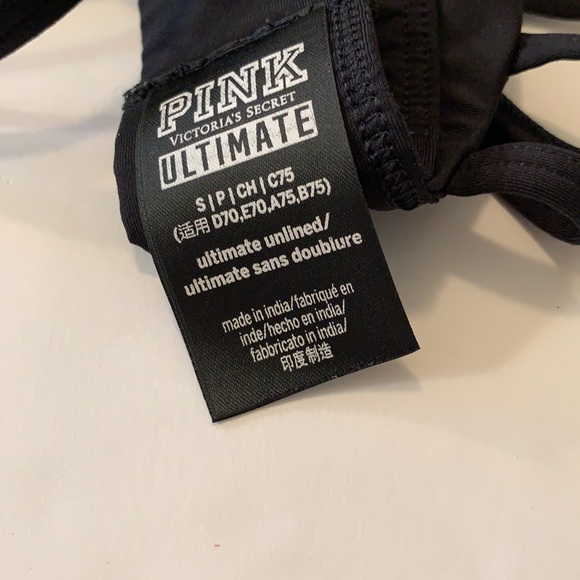 PINK
VICTORIA'S SECRET
ULTIMATE
S|P|CH|C75
(适用 D70,E70,A75,B75)
ultimate unlined/
ultimate sans doublure
made in india/fabriqué en
inde/hecho en india/
fabbricato in india/
印度制造